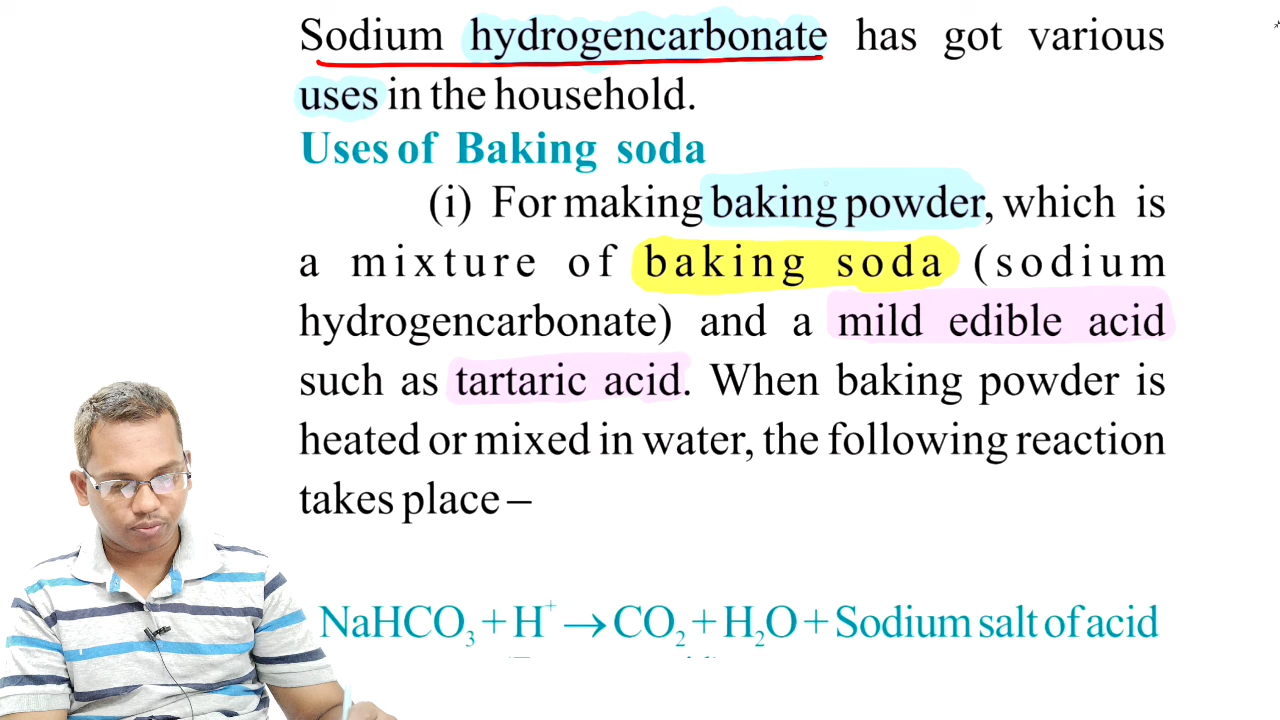 Sodium hydrogencarbonate has got various
uses in the household.
Uses of Baking soda
(i) For making baking powder, which is
a mixture of baking soda (sodium
hydrogencarbonate) and a mild edible acid
such as tartaric acid. When baking powder is
heated or mixed in water, the following reaction
takes place –
NaHCO₃ + H⁺ → CO₂ + H₂O + Sodium salt of acid